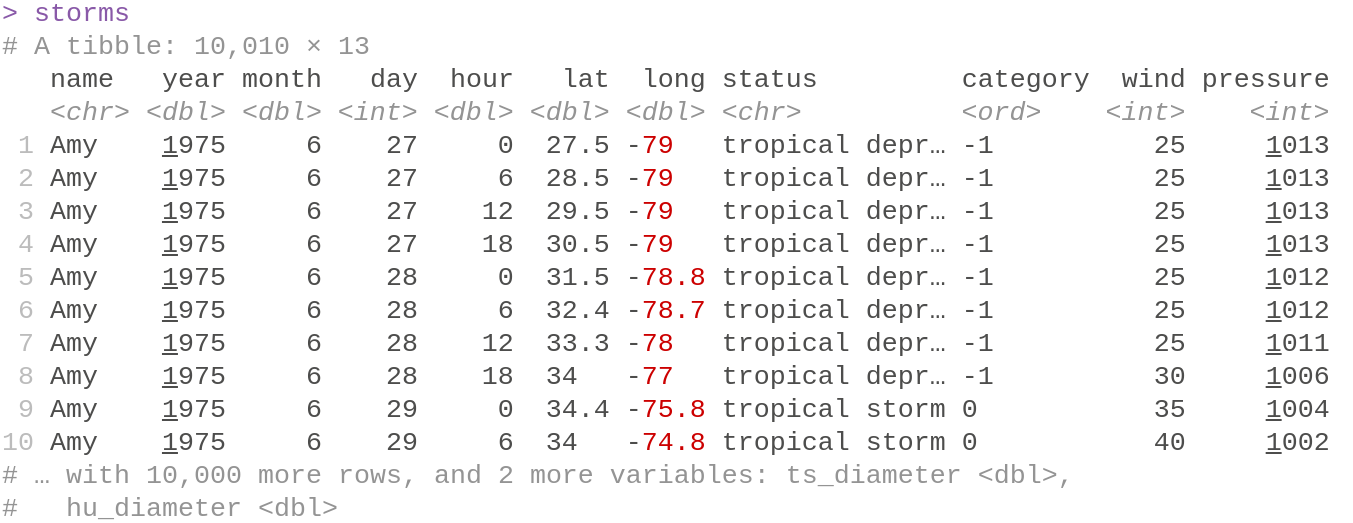 > storms
# A tibble: 10,010 × 13
   name   year month   day  hour   lat  long status         category  wind pressure
   <chr> <dbl> <dbl> <int> <dbl> <dbl> <dbl> <chr>          <ord>    <int>    <int>
 1 Amy    1975     6    27     0  27.5 -79   tropical depr… -1          25     1013
 2 Amy    1975     6    27     6  28.5 -79   tropical depr… -1          25     1013
 3 Amy    1975     6    27    12  29.5 -79   tropical depr… -1          25     1013
 4 Amy    1975     6    27    18  30.5 -79   tropical depr… -1          25     1013
 5 Amy    1975     6    28     0  31.5 -78.8 tropical depr… -1          25     1012
 6 Amy    1975     6    28     6  32.4 -78.7 tropical depr… -1          25     1012
 7 Amy    1975     6    28    12  33.3 -78   tropical depr… -1          25     1011
 8 Amy    1975     6    28    18  34   -77   tropical depr… -1          30     1006
 9 Amy    1975     6    29     0  34.4 -75.8 tropical storm 0           35     1004
10 Amy    1975     6    29     6  34   -74.8 tropical storm 0           40     1002
# … with 10,000 more rows, and 2 more variables: ts_diameter <dbl>,
#   hu_diameter <dbl>